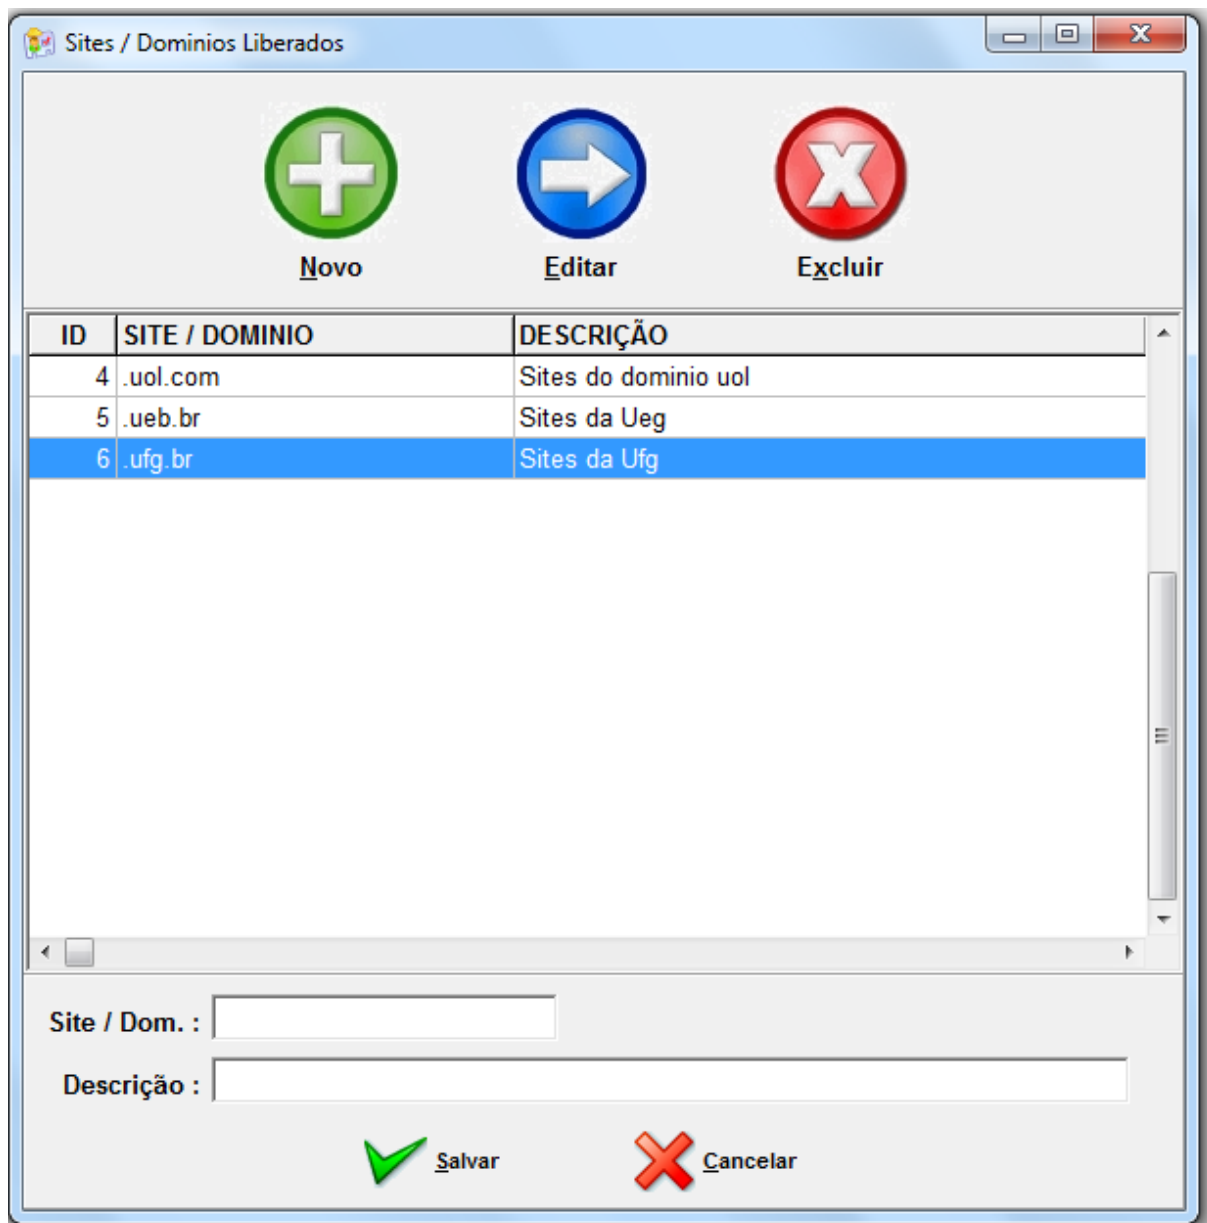 Sites / Dominios Liberados
Novo Editar Excluir
ID SITE / DOMINIO DESCRIÇÃO
4 .uol.com Sites do dominio uol
5 .ueb.br Sites da Ueg
6 .ufg.br Sites da Ufg
Site / Dom. :
Descrição :
Salvar Cancelar